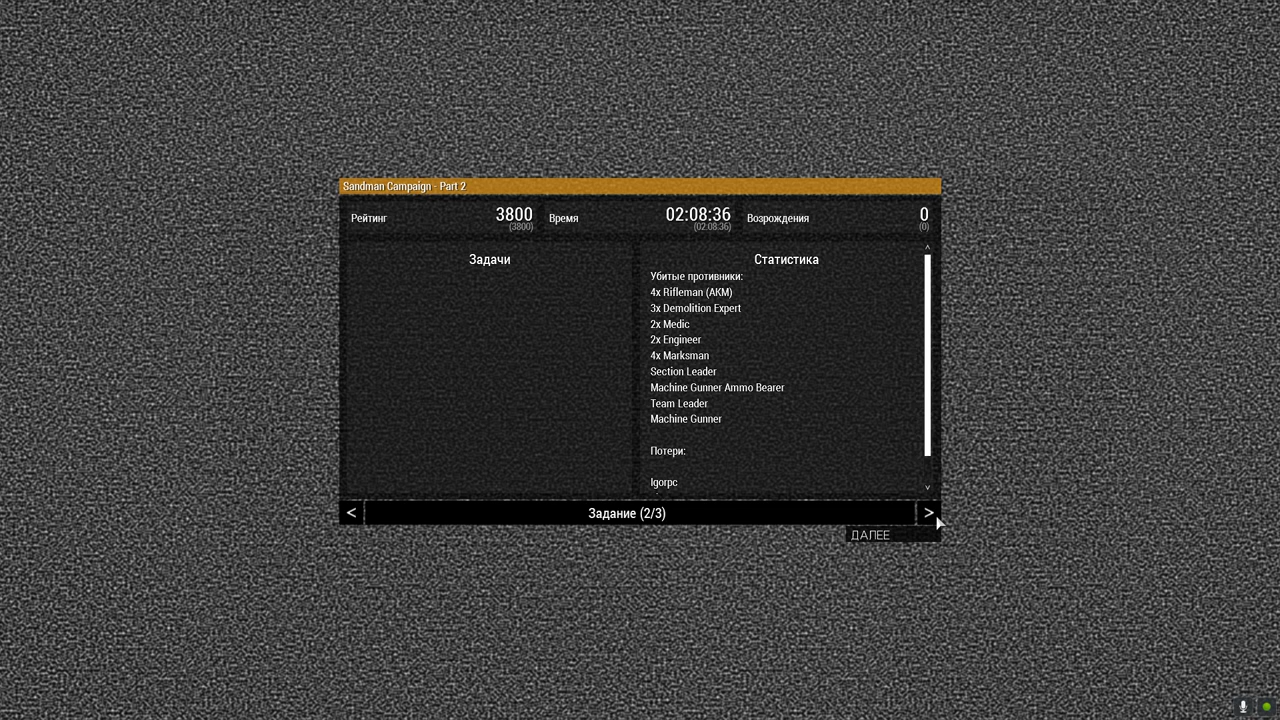 Sandman Campaign - Part 2
Рейтинг 3800 Время 02:08:36 Возрождения 0
(3800) (02:08:36) (0)
Задачи
Статистика
Убитые противники:
4x Rifleman (AKM)
3x Demolition Expert
2x Medic
2x Engineer
4x Marksman
Section Leader
Machine Gunner Ammo Bearer
Team Leader
Machine Gunner
Потери:
Igorpc
< Задание (2/3) >
ДАЛЕЕ